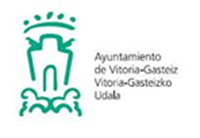 Ayuntamiento
de Vitoria-Gasteiz
Vitoria-Gasteizko
Udala